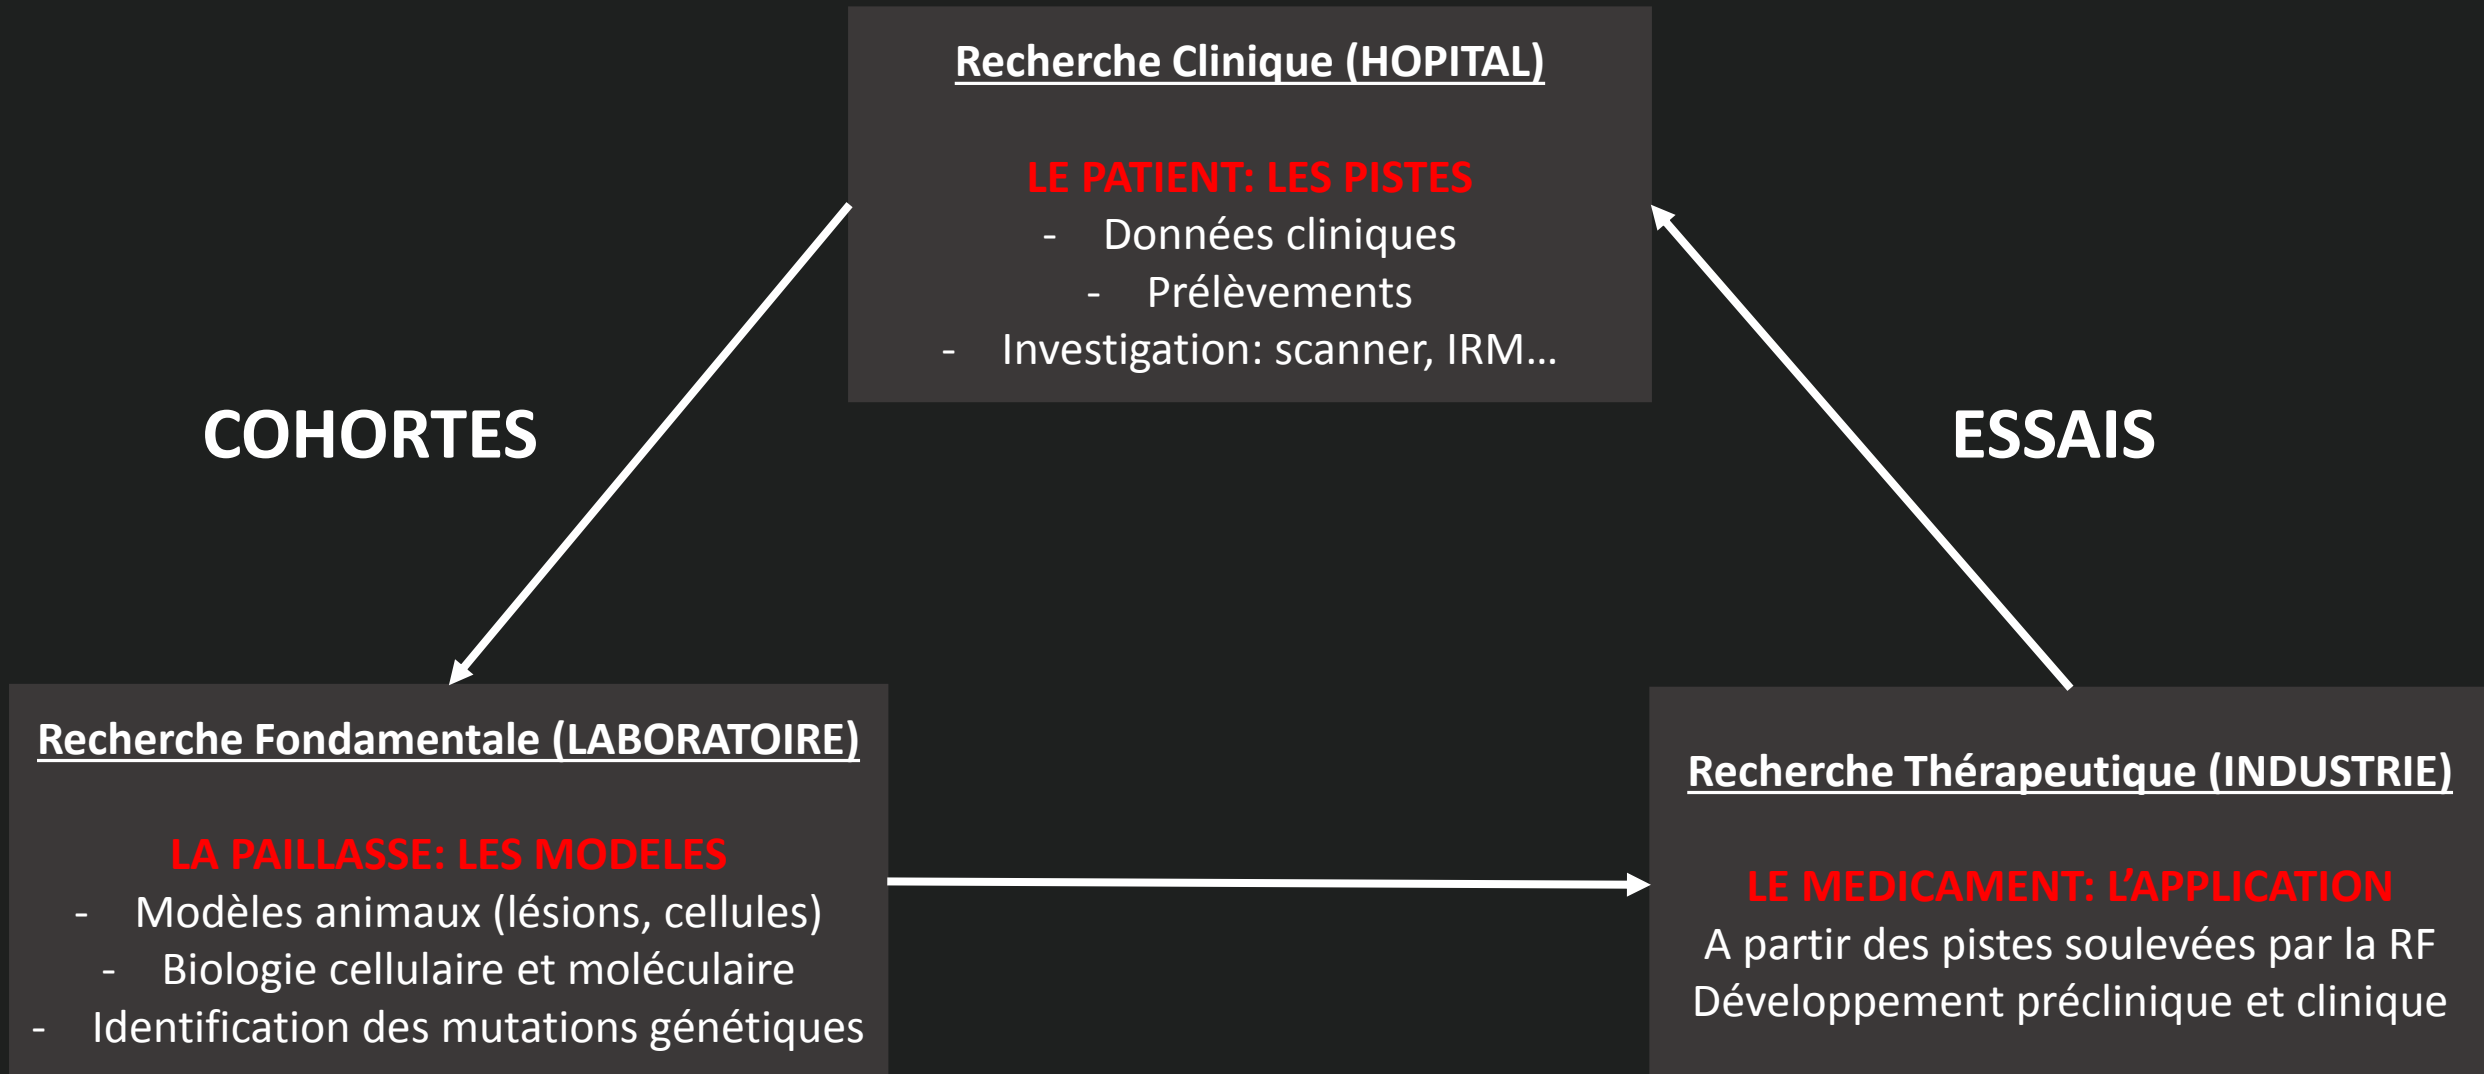 Recherche Clinique (HOPITAL)
LE PATIENT: LES PISTES
- Données cliniques
- Prélèvements
- Investigation: scanner, IRM…
COHORTES
ESSAIS
Recherche Fondamentale (LABORATOIRE)
LA PAILLASSE: LES MODELES
- Modèles animaux (lésions, cellules)
- Biologie cellulaire et moléculaire
- Identification des mutations génétiques
Recherche Thérapeutique (INDUSTRIE)
LE MEDICAMENT: L’APPLICATION
A partir des pistes soulevées par la RF
Développement préclinique et clinique